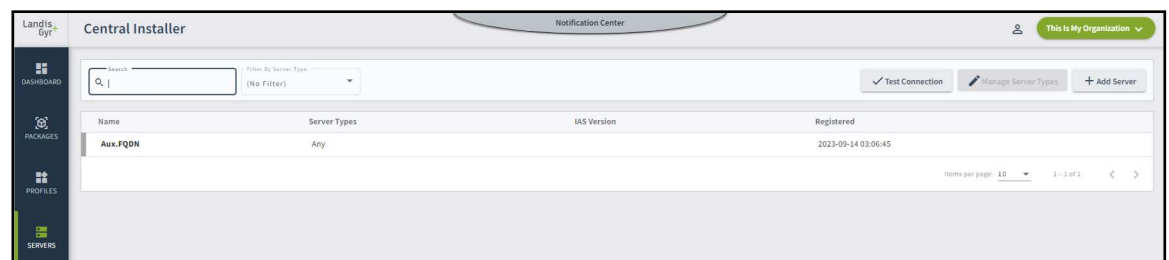 Landis
Gyr+
Central Installer
Notification Center
This Is My Organization
DASHBOARD
PACKAGES
PROFILES
SERVERS
Search
Filter By Server Type
(No Filter)
Test Connection
Manage Server Types
+ Add Server
Name Server Types IAS Version Registered
Aux.FQDN Any 2023-09-14 03:06:45
Items per page: 10 1 - 1 of 1